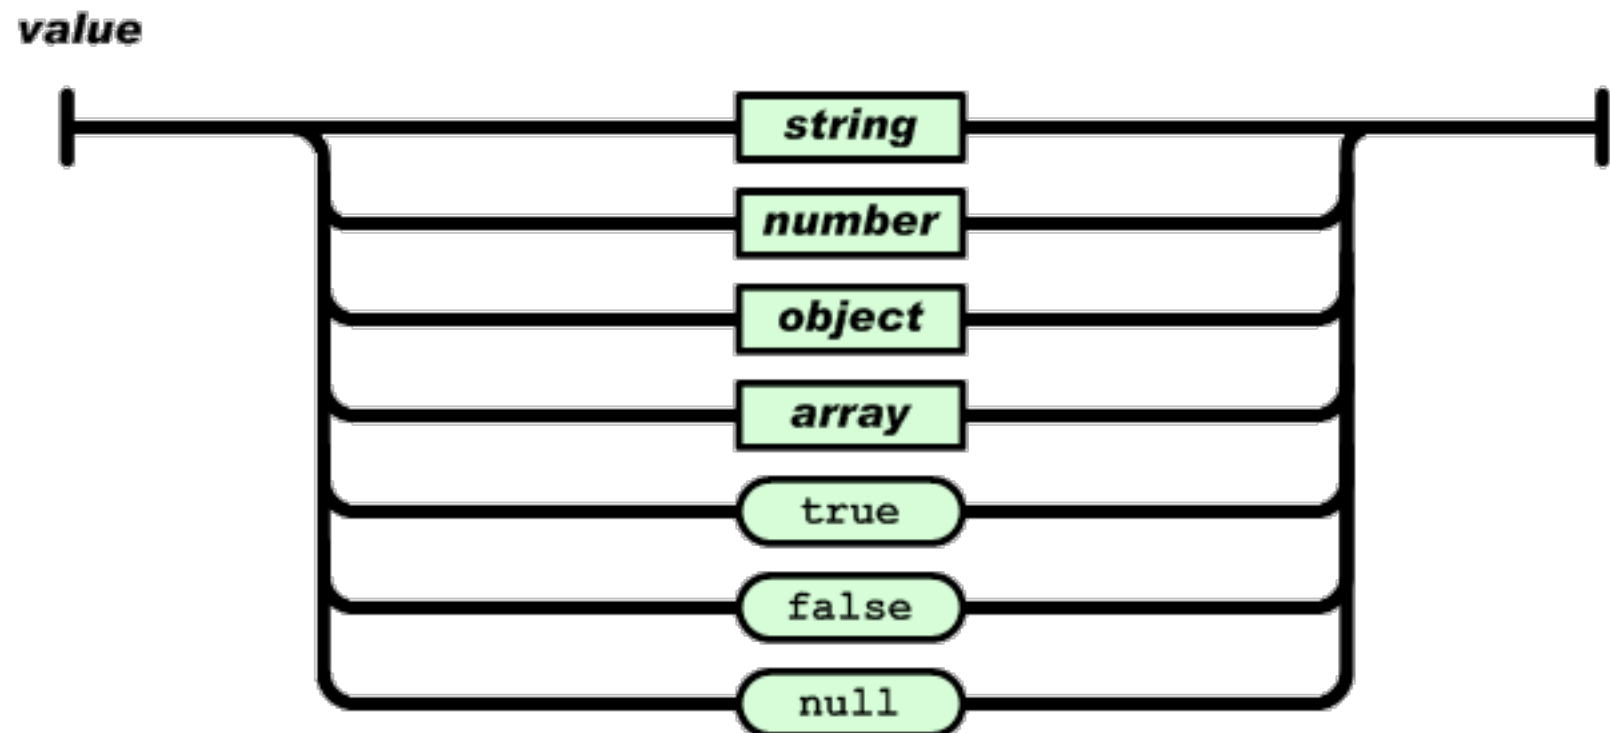 value
string
number
object
array
true
false
null